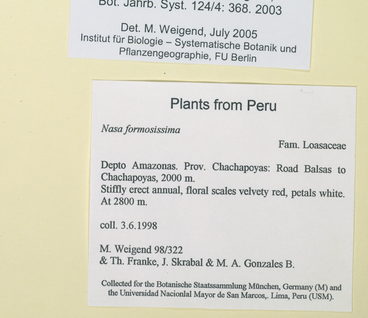 Bot. Jahrb. Syst. 124/4: 368. 2003
Det. M. Weigend, July 2005
Institut für Biologie – Systematische Botanik und
Pflanzengeographie, FU Berlin
Plants from Peru
Nasa formosissima
Fam. Loasaceae
Depto Amazonas. Prov. Chachapoyas: Road Balsas to
Chachapoyas, 2000 m.
Stiffly erect annual, floral scales velvety red, petals white.
At 2800 m.
coll. 3.6.1998
M. Weigend 98/322
& Th. Franke, J. Skrabal & M. A. Gonzales B.
Collected for the Botanische Staatssammlung München, Germany (M) and
the Universidad Nacionlal Mayor de San Marcos,. Lima, Peru (USM).